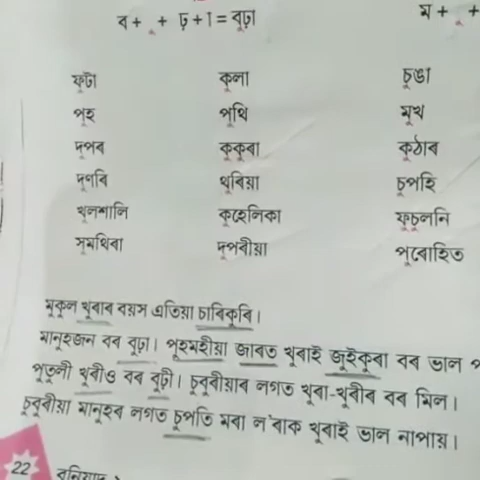 ব + ু + ঢ় + া = বুঢ়া
ম + ু +
ফুটা কুলা চুঙা
পুহ পুথি মুখ
দুপৰ কুকুৰা কুঠাৰ
দুণৰি থুৰিয়া চুপহি
খুলশালি কুহেলিকা ফুচুলনি
সুমথিৰা দুপৰীয়া পুৰোহিত
মুকুল খুৰাৰ বয়স এতিয়া চাৰিকুৰি।
মানুহজন বৰ বুঢ়া। পুহমহীয়া জাৰত খুৰাই জুইকুৰা বৰ ভাল
পুতুলী খুৰীও বৰ বুঢ়ী। চুবুৰীয়াৰ লগত খুৰা-খুৰীৰ বৰ মিল।
চুবুৰীয়া মানুহৰ লগত চুপতি মৰা ল'ৰাক খুৰাই ভাল নাপায়।
22